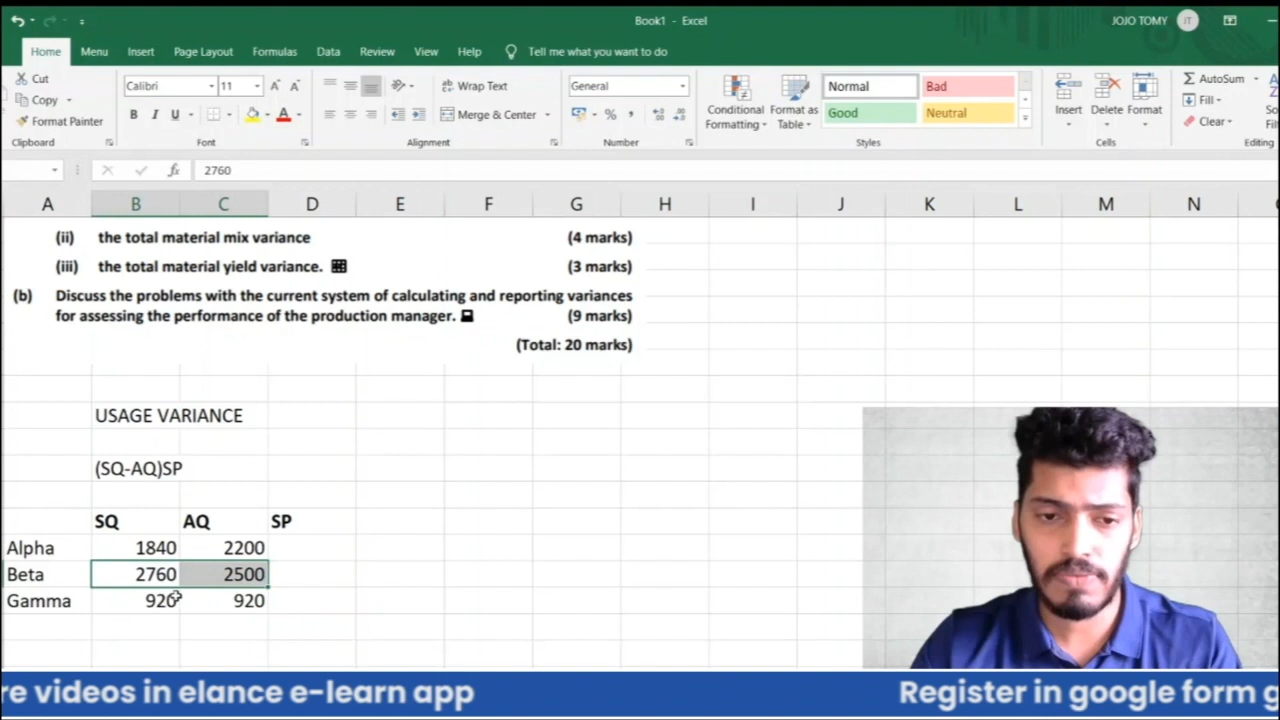 Book1 - Excel
JOJO TOMY
JT
Home Menu Insert Page Layout Formulas Data Review View Help Tell me what you want to do
Cut
Copy
Format Painter
Calibri 11
B I U
Wrap Text
Merge & Center
General
Conditional Formatting
Format as Table
Normal Bad
Good Neutral
Insert Delete Format
AutoSum
Fill
Clear
Clipboard Font Alignment Number Styles Cells Editing
fx 2760
A B C D E F G H I J K L M N
(ii) the total material mix variance (4 marks)
(iii) the total material yield variance. (3 marks)
(b) Discuss the problems with the current system of calculating and reporting variances
for assessing the performance of the production manager. (9 marks)
(Total: 20 marks)
USAGE VARIANCE
(SQ-AQ)SP
SQ AQ SP
Alpha 1840 2200
Beta 2760 2500
Gamma 920 920
re videos in elance e-learn app Register in google form g